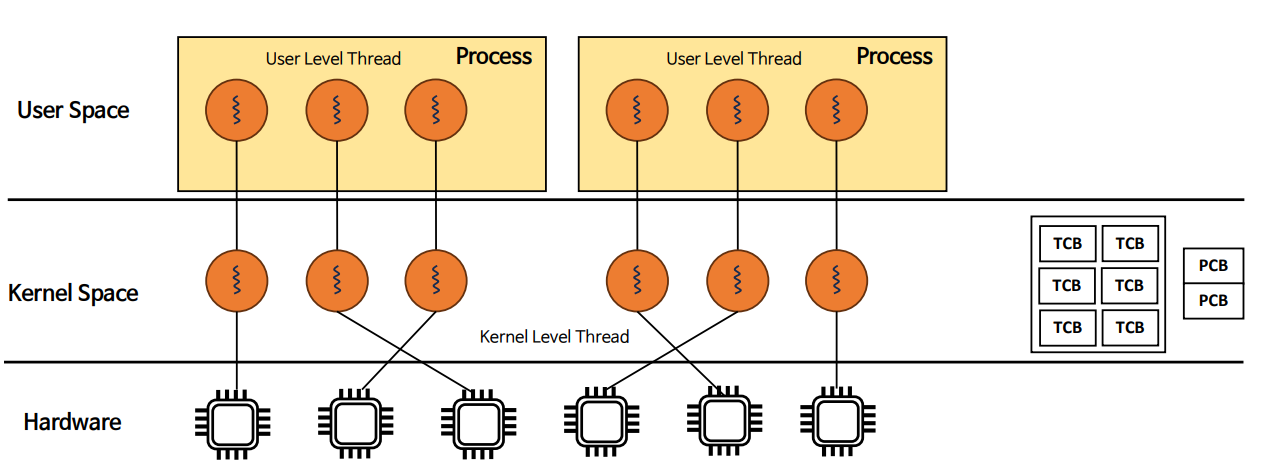 User Level Thread
Process
User Level Thread
Process
User Space
Kernel Space
Kernel Level Thread
TCB
TCB
TCB
TCB
TCB
TCB
PCB
PCB
Hardware